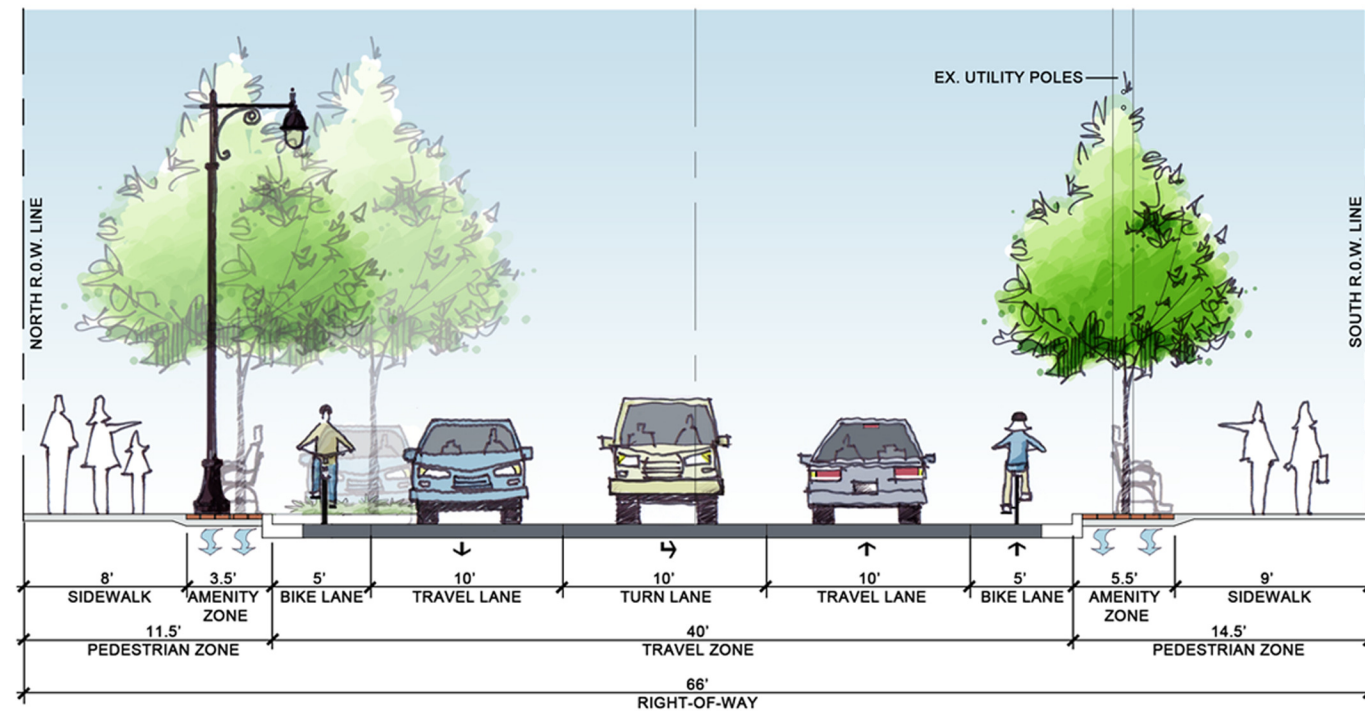 EX. UTILITY POLES
NORTH R.O.W. LINE
SOUTH R.O.W. LINE
8' 3.5' 5' 10' 10' 10' 5' 5.5' 9'
SIDEWALK AMENITY ZONE BIKE LANE TRAVEL LANE TURN LANE TRAVEL LANE BIKE LANE AMENITY ZONE SIDEWALK
11.5' 40' 14.5'
PEDESTRIAN ZONE TRAVEL ZONE PEDESTRIAN ZONE
66'
RIGHT-OF-WAY